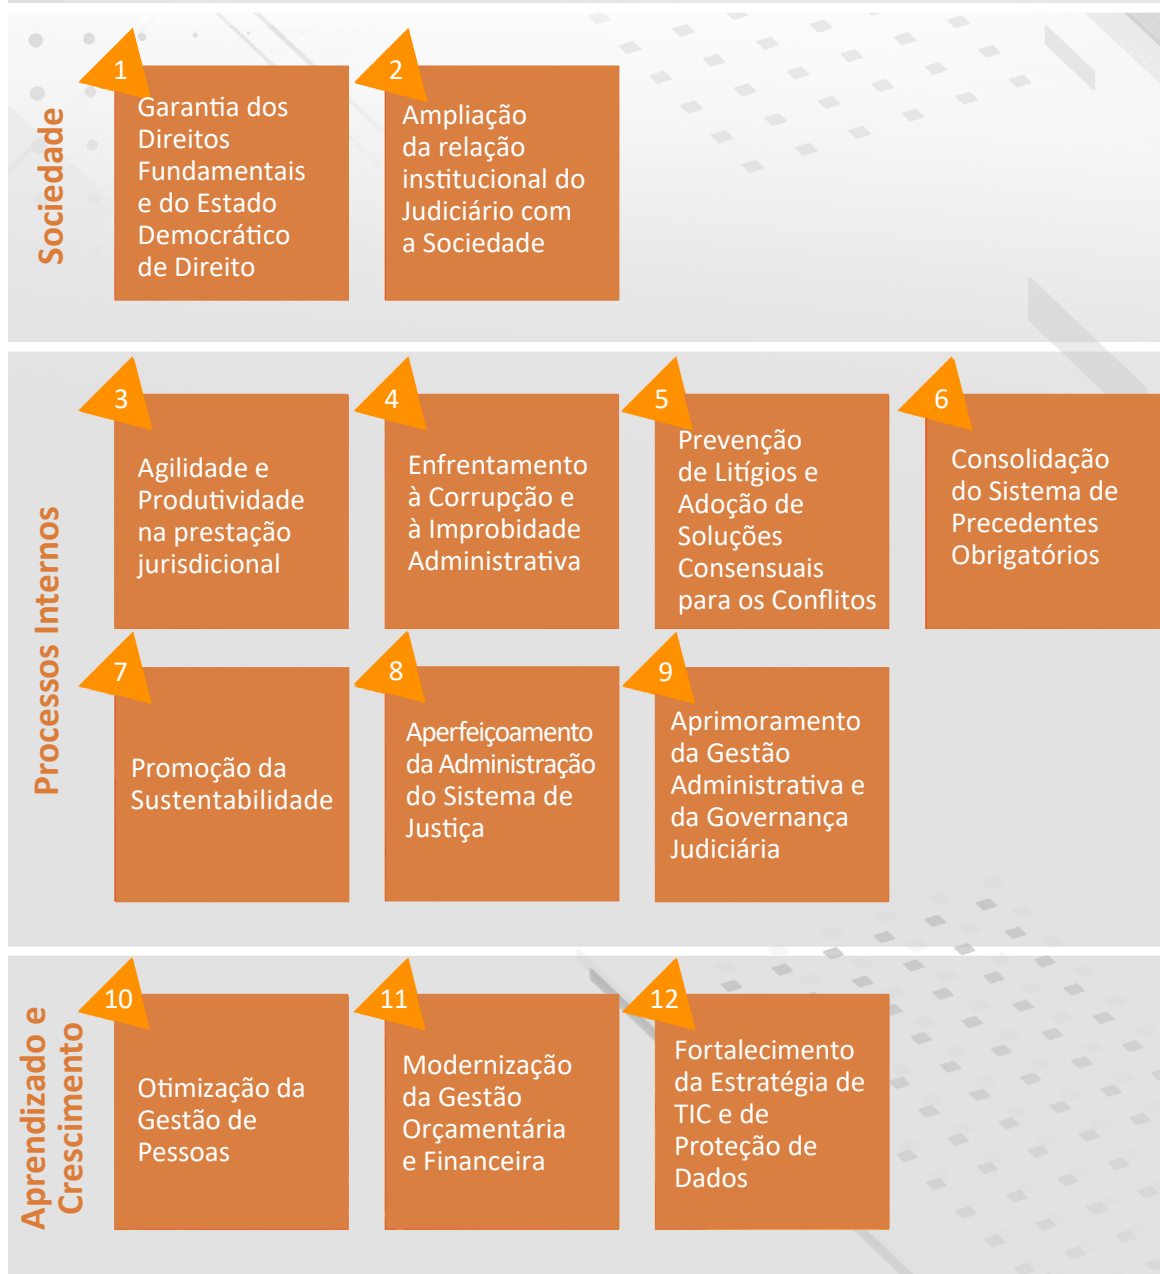 Sociedade
1
Garantia dos
Direitos
Fundamentais
e do Estado
Democrático
de Direito
2
Ampliação
da relação
institucional do
Judiciário com
a Sociedade
Processos Internos
3
Agilidade e
Produtividade
na prestação
jurisdicional
4
Enfrentamento
à Corrupção e
à Improbidade
Administrativa
5
Prevenção
de Litígios e
Adoção de
Soluções
Consensuais
para os Conflitos
6
Consolidação
do Sistema de
Precedentes
Obrigatórios
7
Promoção da
Sustentabilidade
8
Aperfeiçoamento
da Administração
do Sistema de
Justiça
9
Aprimoramento
da Gestão
Administrativa e
da Governança
Judiciária
Aprendizado e
Crescimento
10
Otimização da
Gestão de
Pessoas
11
Modernização
da Gestão
Orçamentária
e Financeira
12
Fortalecimento
da Estratégia de
TIC e de
Proteção de
Dados